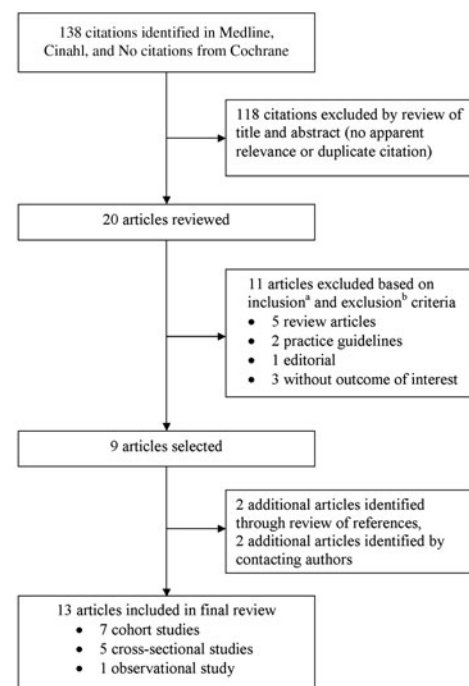 138 citations identified in Medline,
Cinahl, and No citations from Cochrane
118 citations excluded by review of
title and abstract (no apparent
relevance or duplicate citation)
20 articles reviewed
11 articles excluded based on
inclusionᵃ and exclusionᵇ criteria
• 5 review articles
• 2 practice guidelines
• 1 editorial
• 3 without outcome of interest
9 articles selected
2 additional articles identified
through review of references,
2 additional articles identified by
contacting authors
13 articles included in final review
• 7 cohort studies
• 5 cross-sectional studies
• 1 observational study